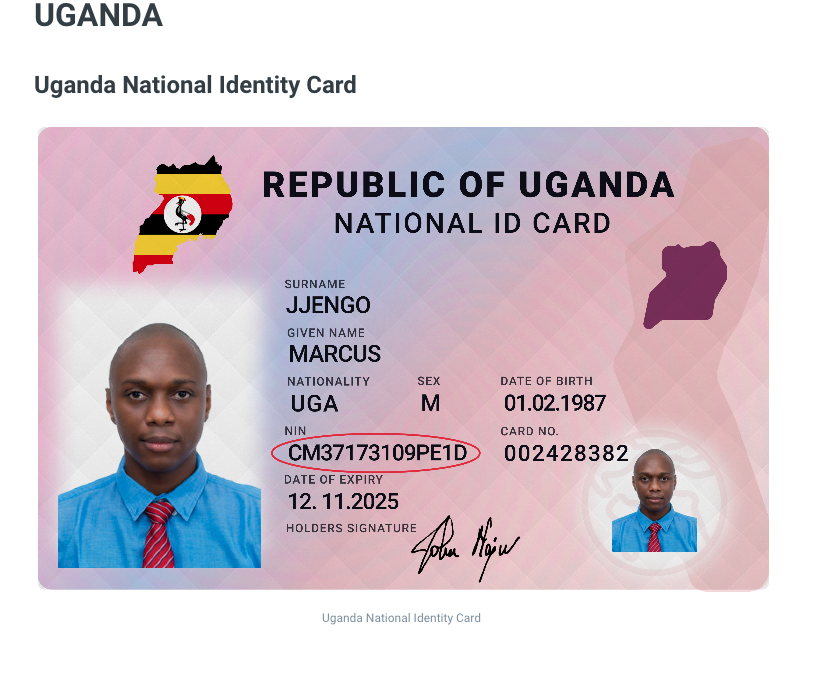 UGANDA
Uganda National Identity Card
REPUBLIC OF UGANDA
NATIONAL ID CARD
SURNAME
JJENGO
GIVEN NAME
MARCUS
NATIONALITY SEX DATE OF BIRTH
UGA M 01.02.1987
NIN CARD NO.
CM37173109PE1D 002428382
DATE OF EXPIRY
12. 11.2025
HOLDERS SIGNATURE
Uganda National Identity Card